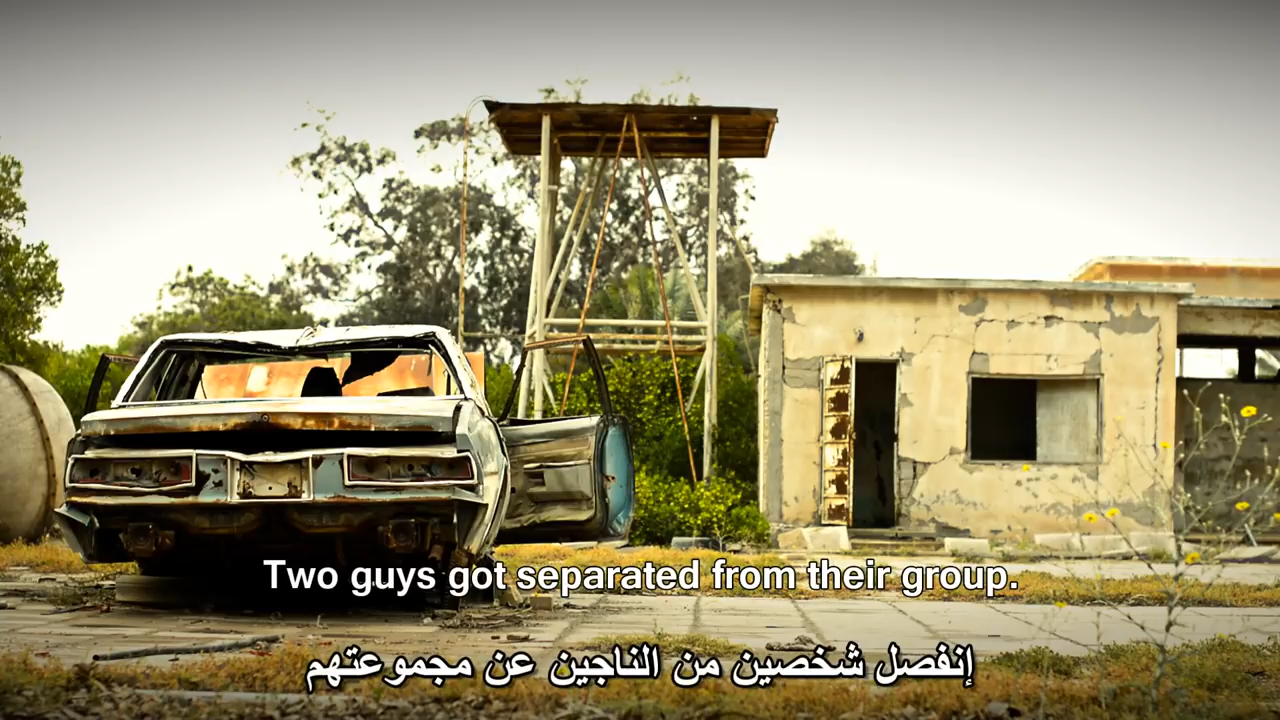 Two guys got separated from their group.
إنفصل شخصين من الناجين عن مجموعتهم